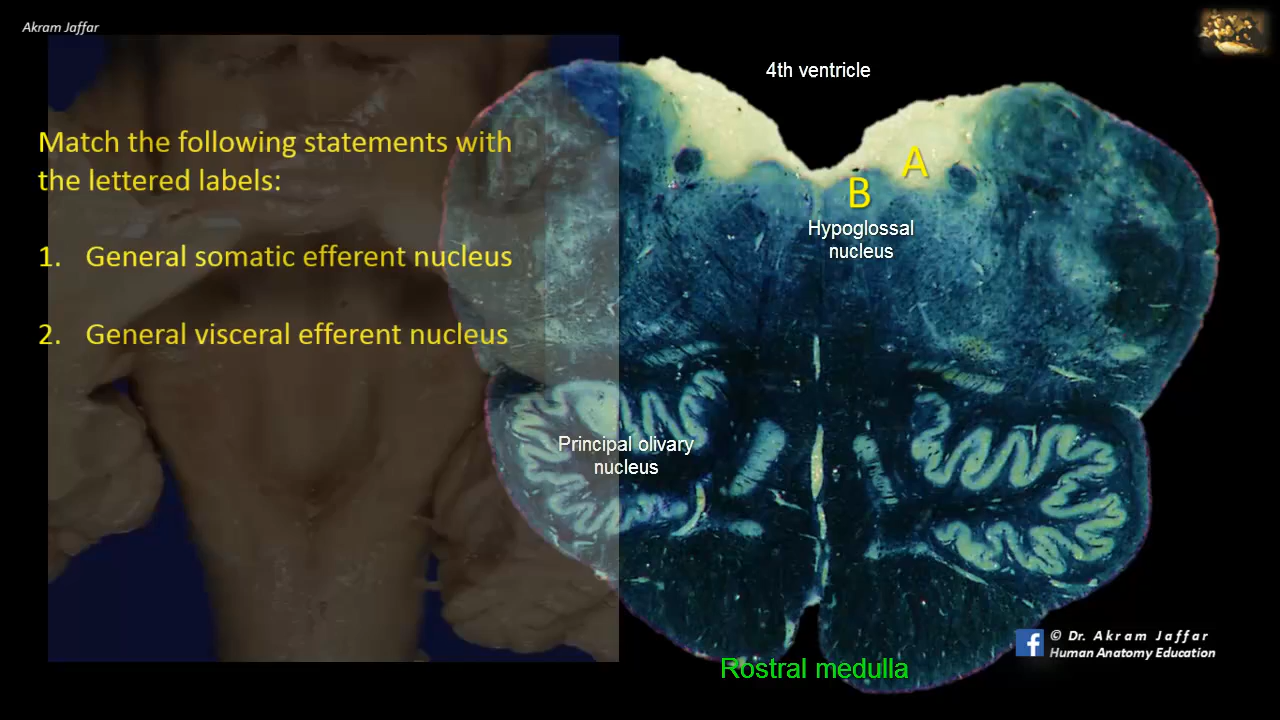 Akram Jaffar
4th ventricle
Match the following statements with
the lettered labels:
A
B
Hypoglossal
nucleus
1. General somatic efferent nucleus
2. General visceral efferent nucleus
Principal olivary
nucleus
f © Dr. Akram Jaffar
Human Anatomy Education
Rostral medulla